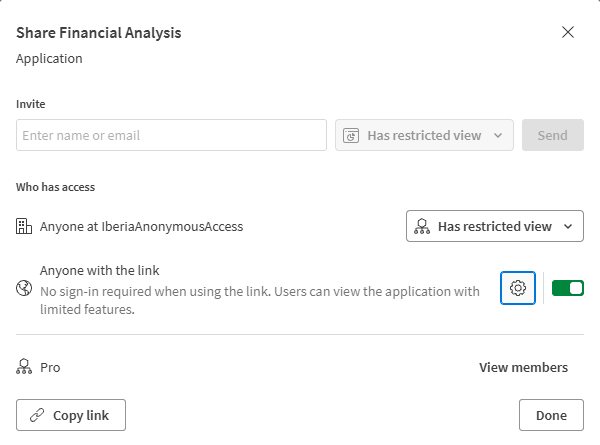 Share Financial Analysis
Application
Invite
Enter name or email
Has restricted view
Send
Who has access
Anyone at IberiaAnonymousAccess
Has restricted view
Anyone with the link
No sign-in required when using the link. Users can view the application with
limited features.
Pro
View members
Copy link
Done